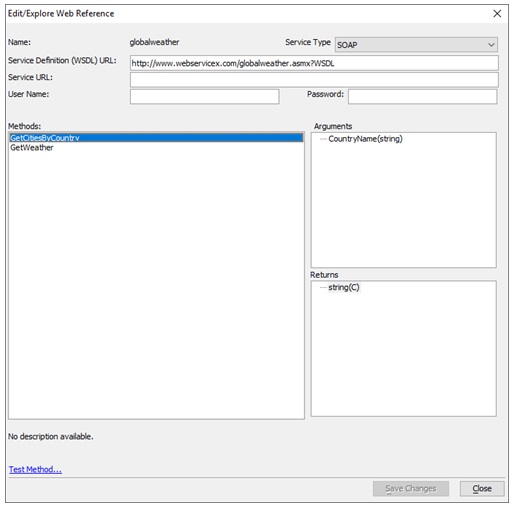 Edit/Explore Web Reference
Name: globalweather Service Type SOAP
Service Definition (WSDL) URL: http://www.webservicex.com/globalweather.asmx?WSDL
Service URL:
User Name: Password:
Methods: Arguments
GetCitiesByCountry CountryName(string)
GetWeather
Returns
string(C)
No description available.
Test Method...
Save Changes Close